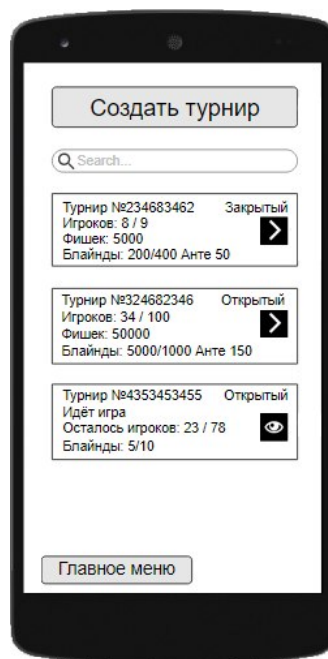 Создать турнир
Search...
Турнир №234683462 Закрытый
Игроков: 8 / 9
Фишек: 5000
Блайнды: 200/400 Анте 50
Турнир №324682346 Открытый
Игроков: 34 / 100
Фишек: 50000
Блайнды: 5000/1000 Анте 150
Турнир №4353453455 Открытый
Идёт игра
Осталось игроков: 23 / 78
Блайнды: 5/10
Главное меню